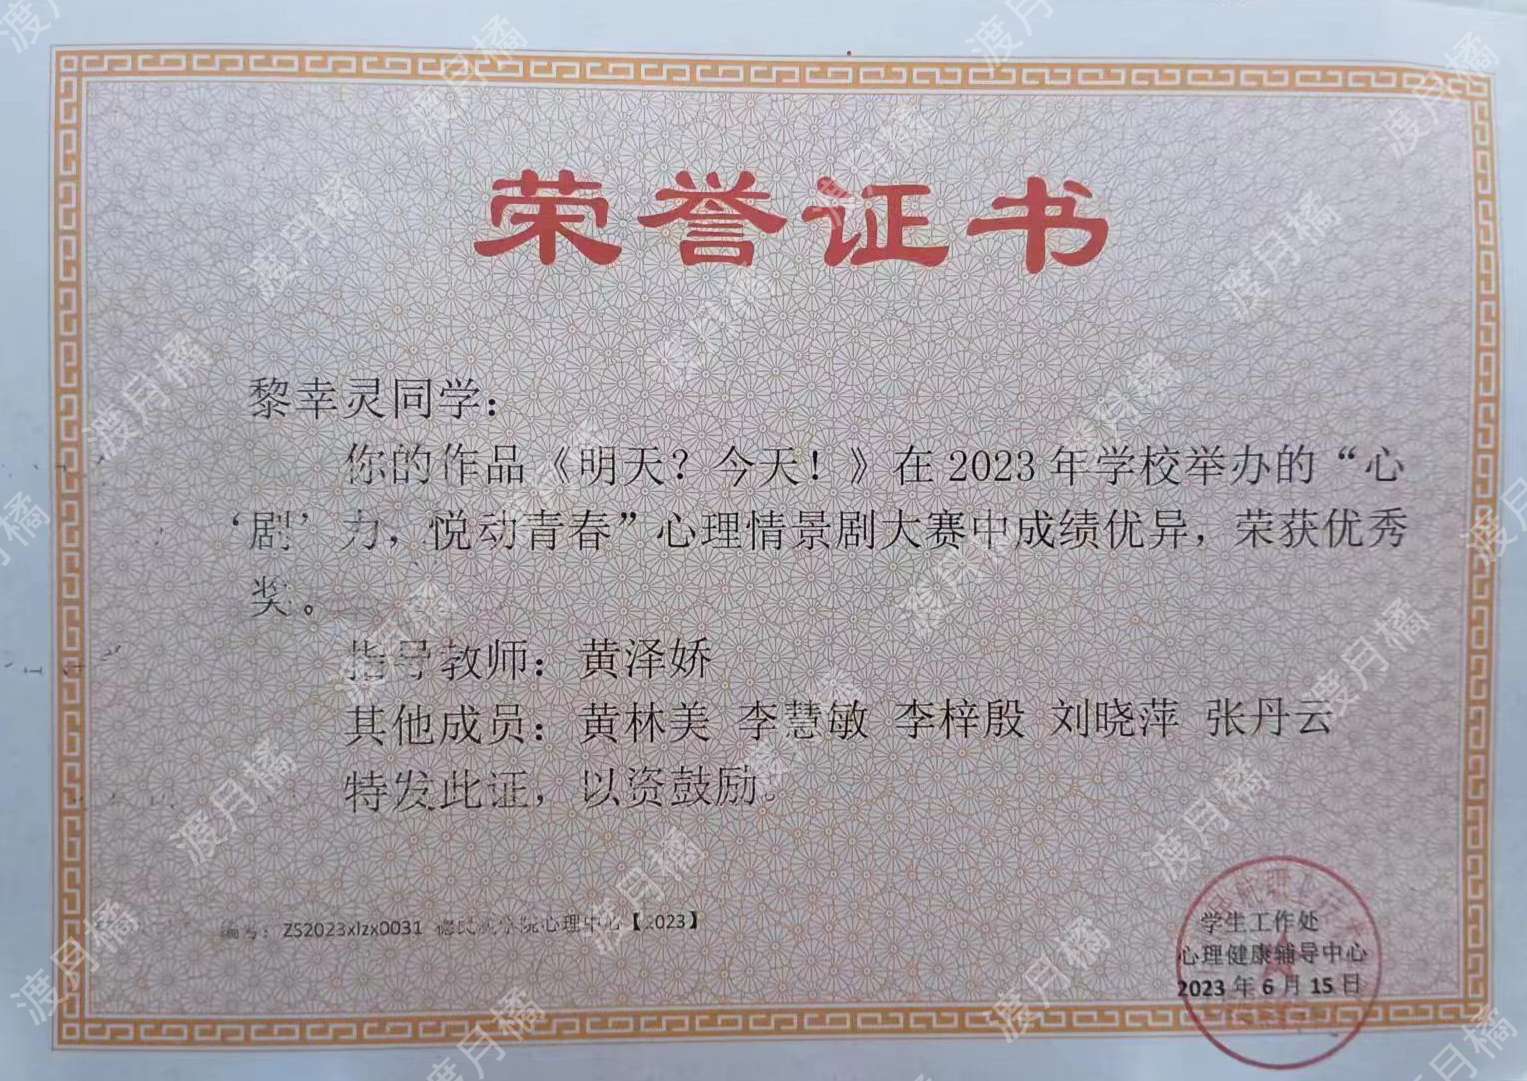 荣誉证书
黎幸灵同学：
你的作品《明天？今天！》在2023年学校举办的“心
‘剧’力，悦动青春”心理情景剧大赛中成绩优异，荣获优秀
奖。
指导教师：黄泽娇
其他成员：黄林美 李慧敏 李梓殷 刘晓萍 张丹云
特发此证，以资鼓励。
编号：ZS2023xlzx0031 院心理中心【2023】
学生工作处
心理健康辅导中心
2023年6月15日
渡月橘